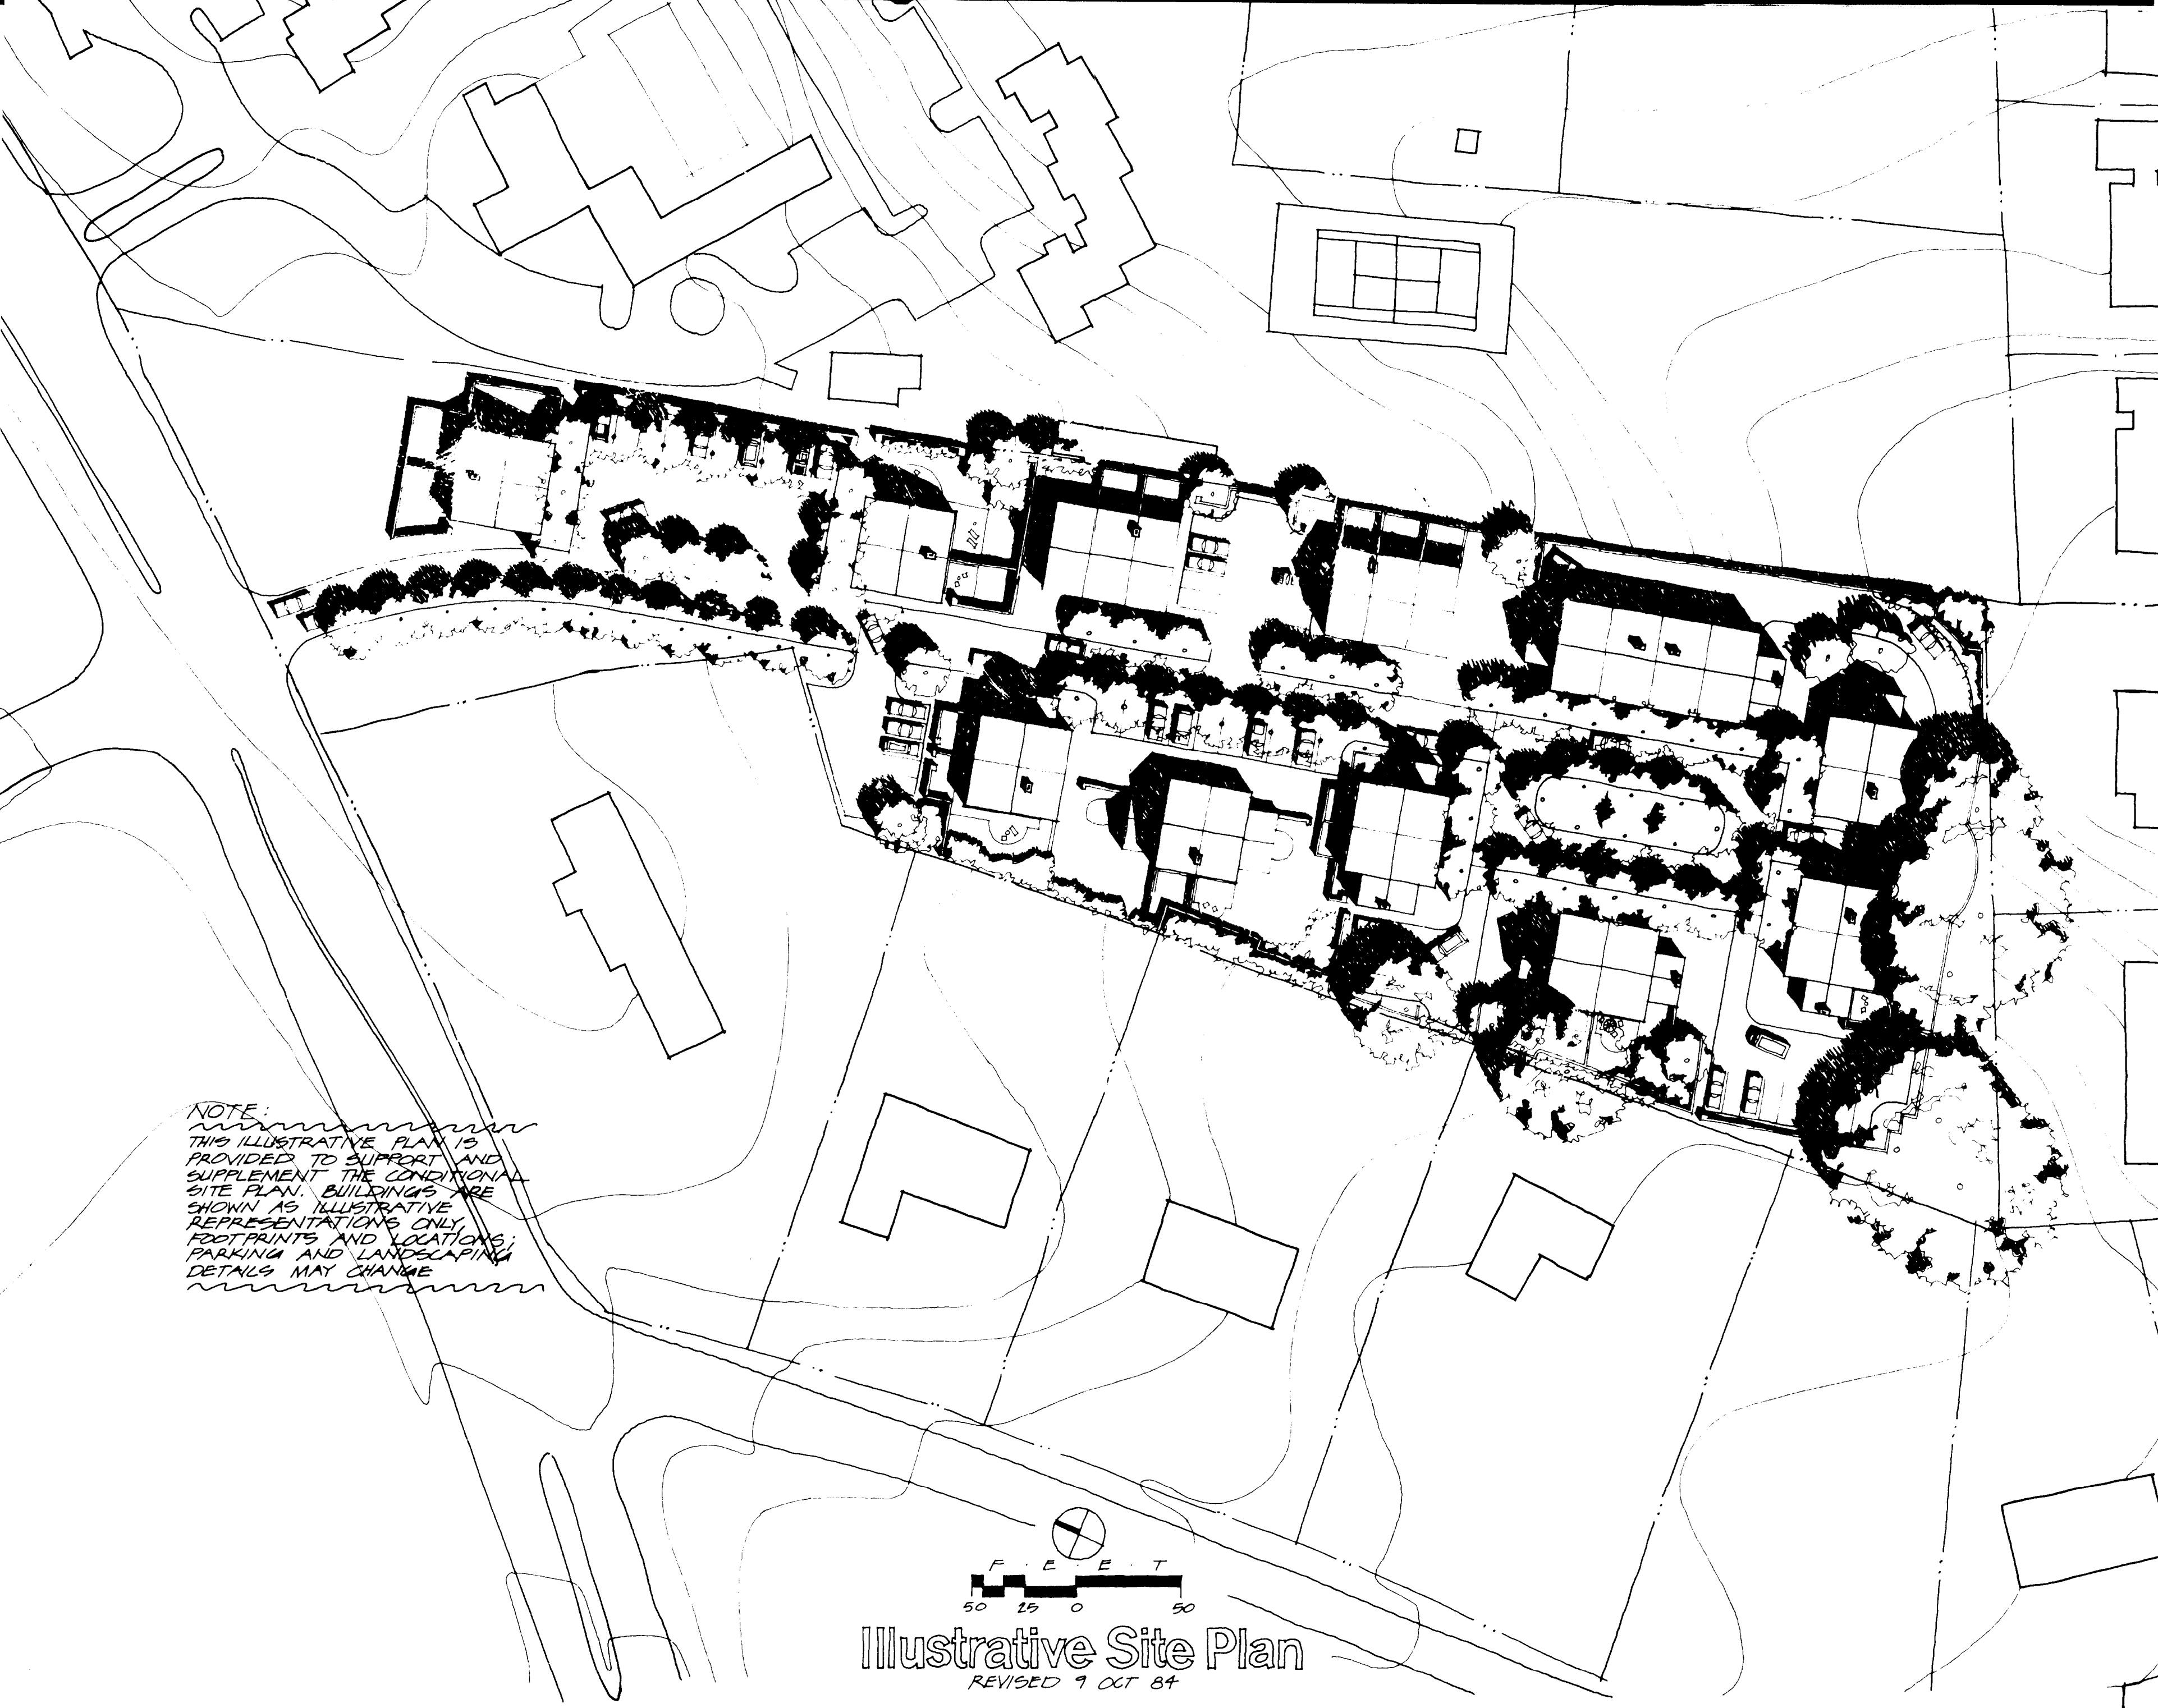 NOTE:
THIS ILLUSTRATIVE PLAN IS
PROVIDED TO SUPPORT AND
SUPPLEMENT THE CONDITIONAL
SITE PLAN. BUILDINGS ARE
SHOWN AS ILLUSTRATIVE
REPRESENTATIONS ONLY,
FOOTPRINTS AND LOCATIONS;
PARKING AND LANDSCAPING
DETAILS MAY CHANGE
F · E · E · T
50 25 0 50
Illustrative Site Plan
REVISED 9 OCT 84